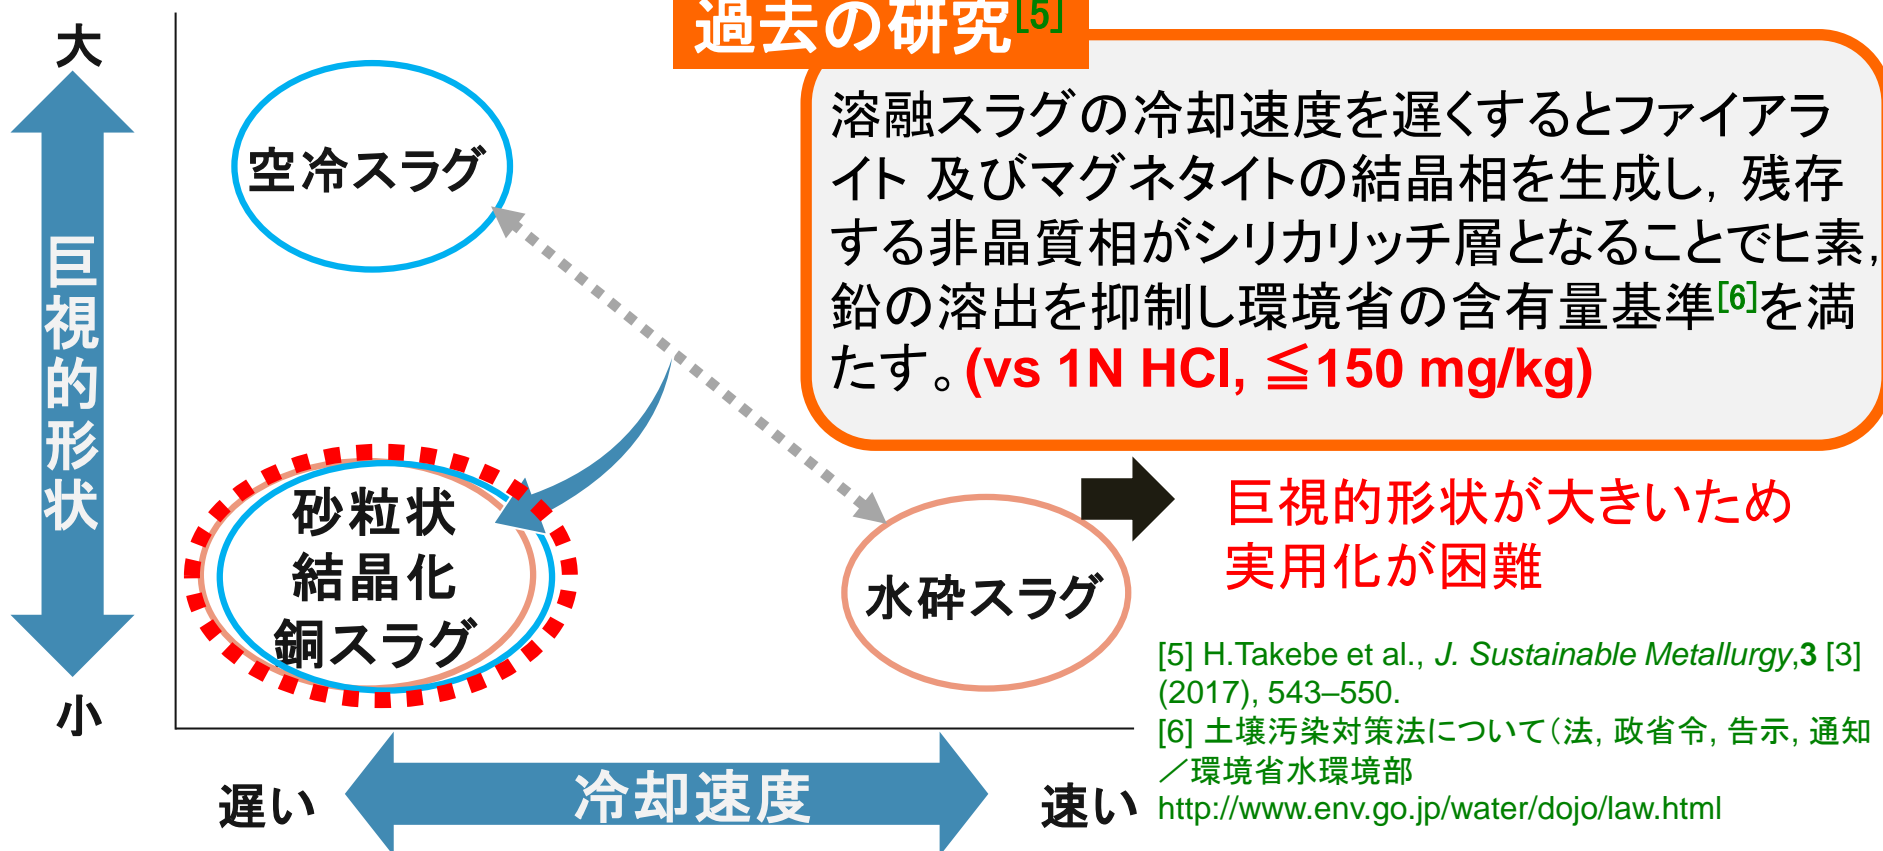 過去の研究[5]
溶融スラグの冷却速度を遅くするとファイアラ
イト 及びマグネタイトの結晶相を生成し, 残存
する非晶質相がシリカリッチ層となることでヒ素,
鉛の溶出を抑制し環境省の含有量基準[6]を満
たす。(vs 1N HCl, ≦150 mg/kg)
大
巨視的形状
小
空冷スラグ
砂粒状
結晶化
銅スラグ
水砕スラグ
巨視的形状が大きいため
実用化が困難
[5] H.Takebe et al., J. Sustainable Metallurgy,3 [3]
(2017), 543–550.
[6] 土壌汚染対策法について(法, 政省令, 告示, 通知
/環境省水環境部
http://www.env.go.jp/water/dojo/law.html
遅い
冷却速度
速い